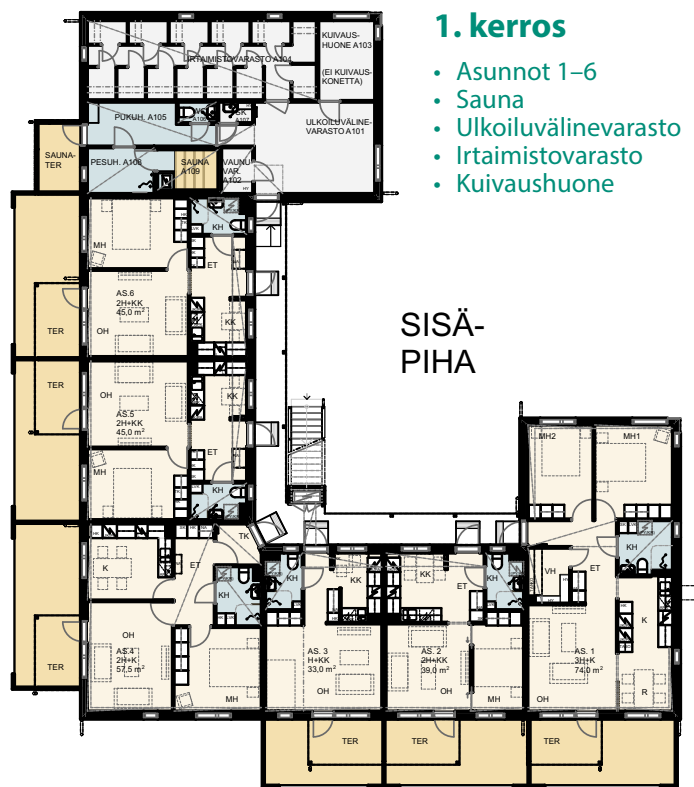 1. kerros
• Asunnot 1–6
• Sauna
• Ulkoiluvälinevarasto
• Irtaimistovarasto
• Kuivaushuone
KUIVAUS-
HUONE A103
(EI KUIVAUS-
KONETTA)
IRTAIMISTOVARASTO A104
PUKUH. A105
ULKOILUVÄLINE-
VARASTO A101
SAUNA-
TER
PESUH. A108
SAUNA
A109
VAUNU
VAR.
A102
SISÄ-
PIHA
MH
KH
ET
AS.6
2H+KK
45,0 m²
TER
OH
KK
TER
OH
KK
AS.5
2H+KK
45,0 m²
ET
MH
KH
TK
K
ET
KH
OH
AS.4
2H+K
57,5 m²
TER
MH
KH
KK
AS. 3
H+KK
33,0 m²
OH
TER
KK
ET
KH
AS. 2
2H+KK
39,0 m²
OH
MH
TER
MH2
MH1
KH
VH
ET
AS. 1
3H+K
74,0 m²
K
OH
R
TER